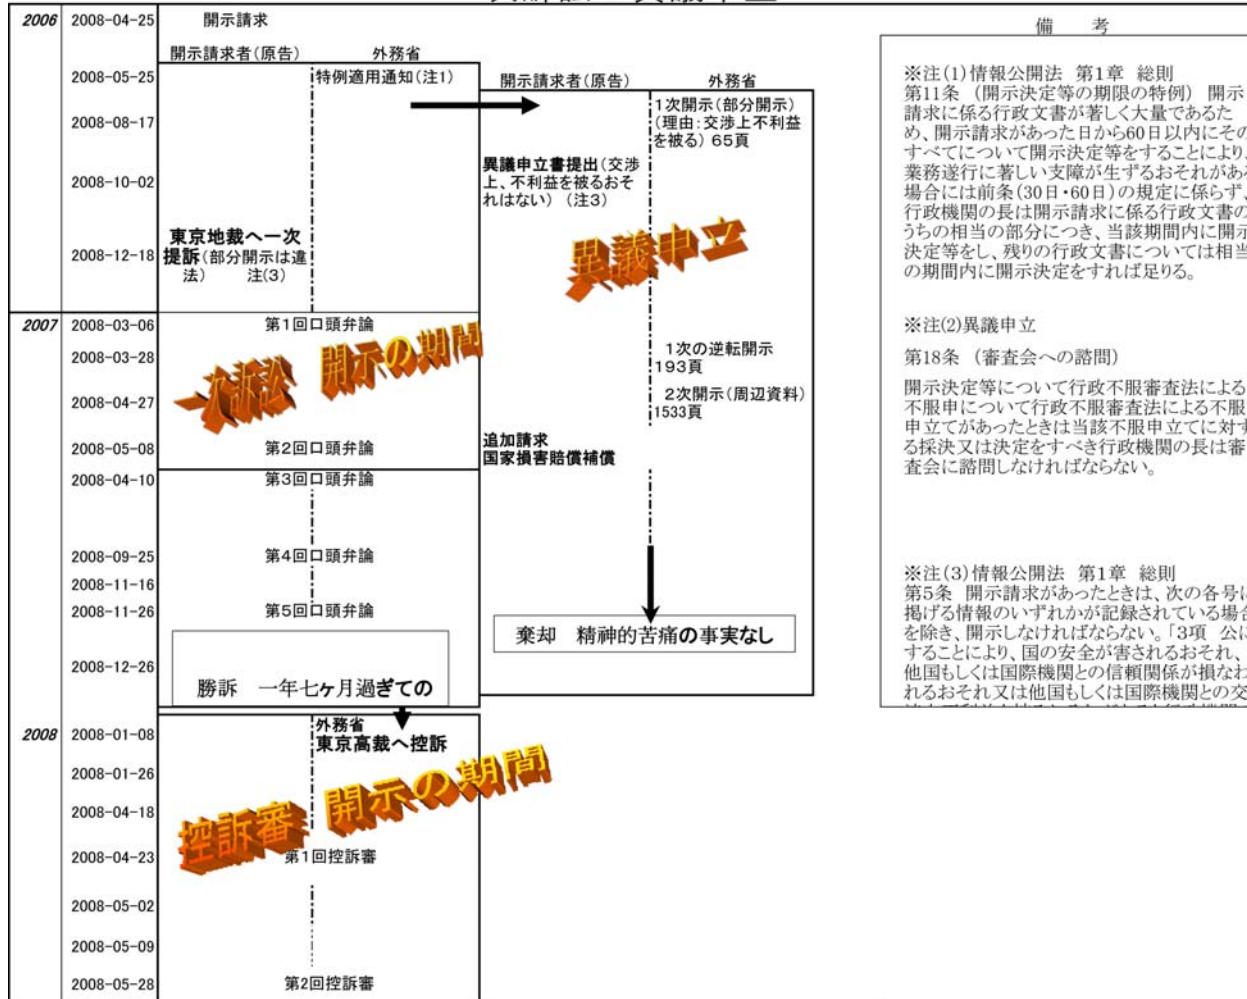 2006 2008-04-25 開示請求
開示請求者(原告) 外務省
2008-05-25 特例適用通知(注1)
2008-08-17
2008-10-02
東京地裁へ一次
2008-12-18 提訴(部分開示は違
法) 注(3)
2007 2008-03-06 第1回口頭弁論
2008-03-28
一次訴訟 開示の期間
2008-04-27
2008-05-08 第2回口頭弁論
2008-04-10 第3回口頭弁論
2008-09-25 第4回口頭弁論
2008-11-16
2008-11-26 第5回口頭弁論
2008-12-26
勝訴 一年七ヶ月過ぎての
外務省
2008 2008-01-08 東京高裁へ控訴
2008-01-26
控訴審 開示の期間
2008-04-18
2008-04-23 第1回控訴審
2008-05-02
2008-05-09
2008-05-28 第2回控訴審
開示請求者(原告) 外務省
1次開示(部分開示)
(理由:交渉上不利益
を被る) 65頁
異議申立書提出(交渉
上、不利益を被るおそ
れはない) (注3)
異議申立
1次の逆転開示
193頁
2次開示(周辺資料)
1533頁
追加請求
国家損害賠償補償
棄却 精神的苦痛の事実なし
備 考
※注(1)情報公開法 第1章 総則
第11条 (開示決定等の期限の特例) 開示
請求に係る行政文書が著しく大量であるた
め、開示請求があった日から60日以内にその
すべてについて開示決定等をすることにより、
業務遂行に著しい支障が生ずるおそれがある
場合には前条(30日・60日)の規定に係らず、
行政機関の長は開示請求に係る行政文書の
うちの相当の部分につき、当該期間内に開示
決定等をし、残りの行政文書については相当
の期間内に開示決定をすれば足りる。
※注(2)異議申立
第18条 (審査会への諮問)
開示決定等について行政不服審査法による
不服申について行政不服審査法による不服
申立てがあったときは当該不服申立てに対す
る採決又は決定をすべき行政機関の長は審
査会に諮問しなければならない。
※注(3)情報公開法 第1章 総則
第5条 開示請求があったときは、次の各号に
掲げる情報のいずれかが記録されている場合
を除き、開示しなければならない。「3項 公に
することにより、国の安全が害されるおそれ、
他国もしくは国際機関との信頼関係が損なわ
れるおそれ又は他国もしくは国際機関との交